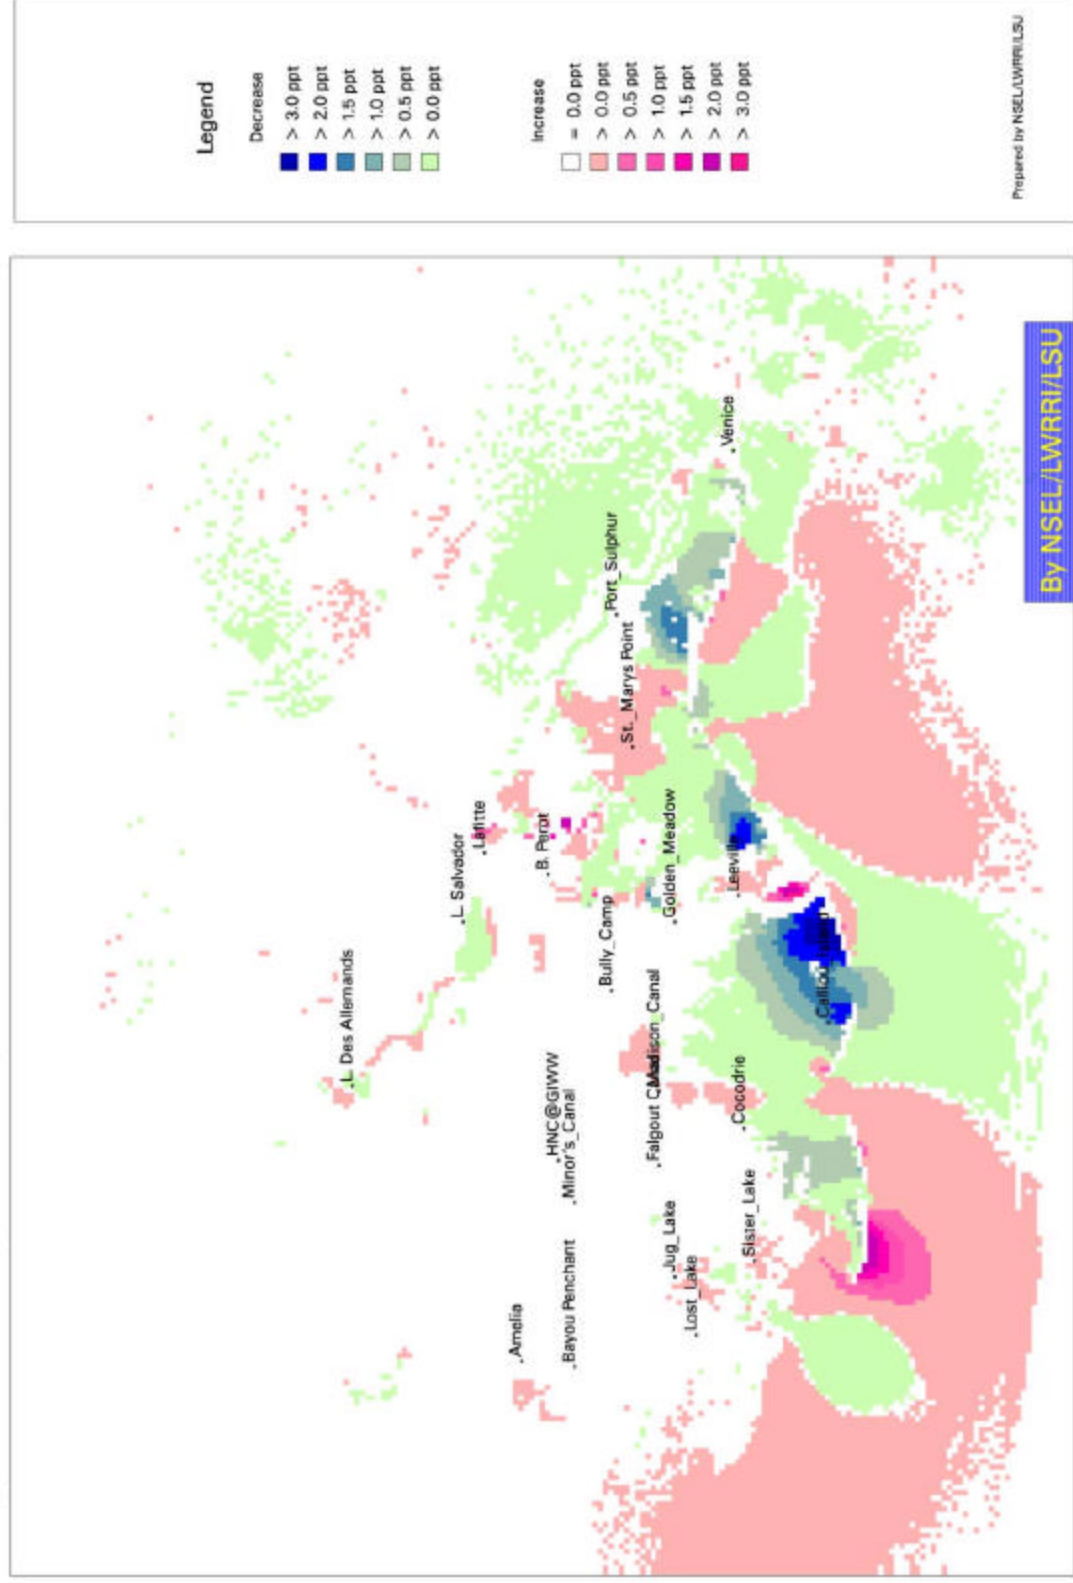 Legend
Decrease
> 3.0 ppt
> 2.0 ppt
> 1.5 ppt
> 1.0 ppt
> 0.5 ppt
> 0.0 ppt
Increase
= 0.0 ppt
> 0.0 ppt
> 0.5 ppt
> 1.0 ppt
> 1.5 ppt
> 2.0 ppt
> 3.0 ppt
Prepared by NSEL/LWRRI/LSU
L. Des Allemands
L. Salvador
Lafitte
Amelia
B. Perot
HNC@GIWW
Bayou Penchant
Minor's_Canal
Bully_Camp
Port_Sulphur
St._Marys Point
Falgout
Madison_Canal
Jug_Lake
Golden_Meadow
Lost_Lake
Venice
Leeville
Cocodrie
Sister_Lake
By NSEL/LWRRI/LSU